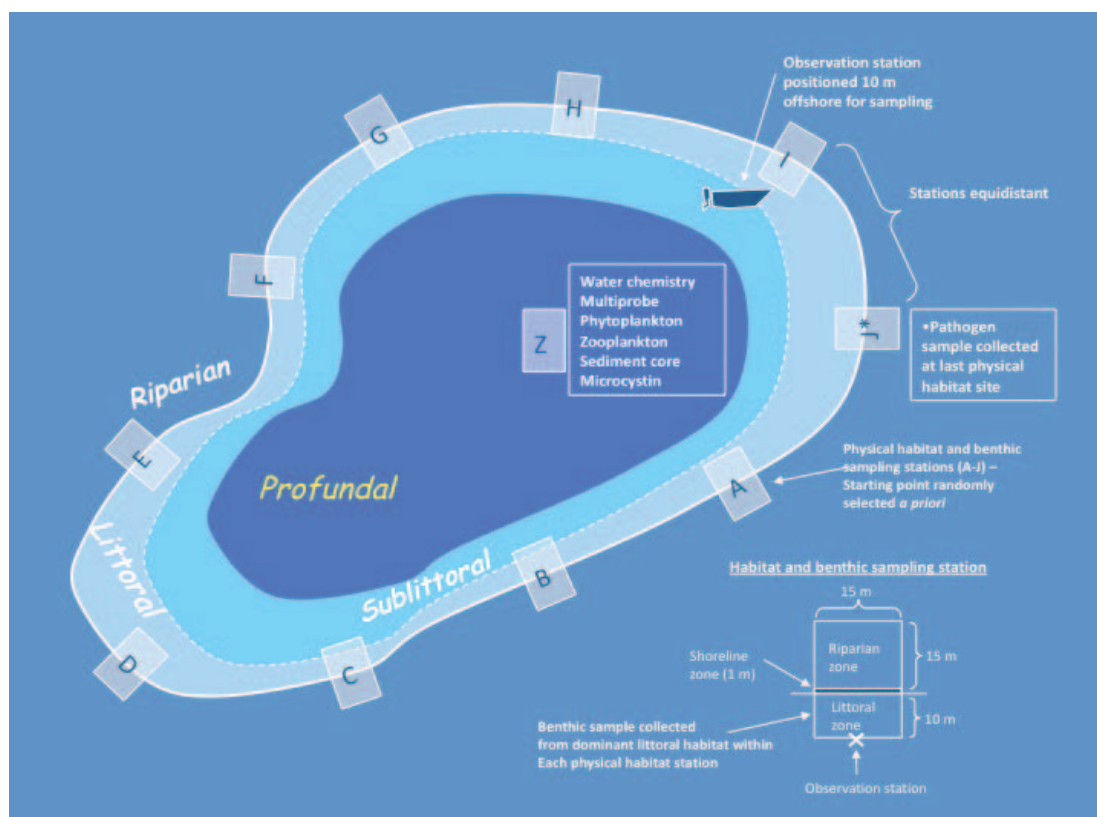 Observation station
positioned 10 m
offshore for sampling
H
G
I
Stations equidistant
F
Z
Water chemistry
Multiprobe
Phytoplankton
Zooplankton
Sediment core
Microcystin
J*
•Pathogen
sample collected
at last physical
habitat site
Riparian
E
Profundal
A
Physical habitat and benthic
sampling stations (A-J) –
Starting point randomly
selected a priori
Littoral
Sublittoral
B
D
C
Habitat and benthic sampling station
15 m
Riparian
zone
15 m
Shoreline
zone (1 m)
Littoral
zone
10 m
Benthic sample collected
from dominant littoral habitat within
Each physical habitat station
Observation station